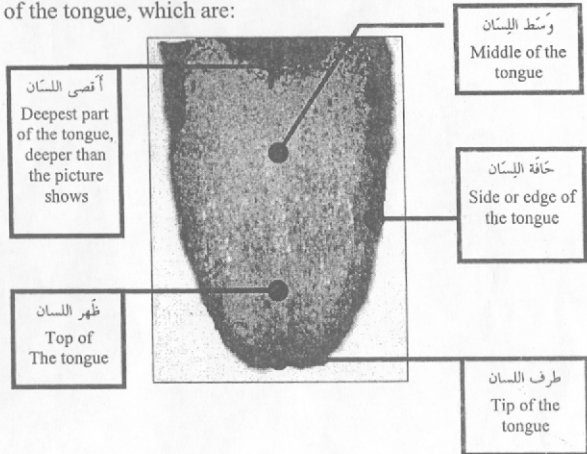 of the tongue, which are:
وَسَط اللِسَان
Middle of the
tongue
أَقصى اللسَان
Deepest part
of the tongue,
deeper than
the picture
shows
حَافَة اللِسَان
Side or edge of
the tongue
ظَهر اللسان
Top of
The tongue
طرف اللسان
Tip of the
tongue